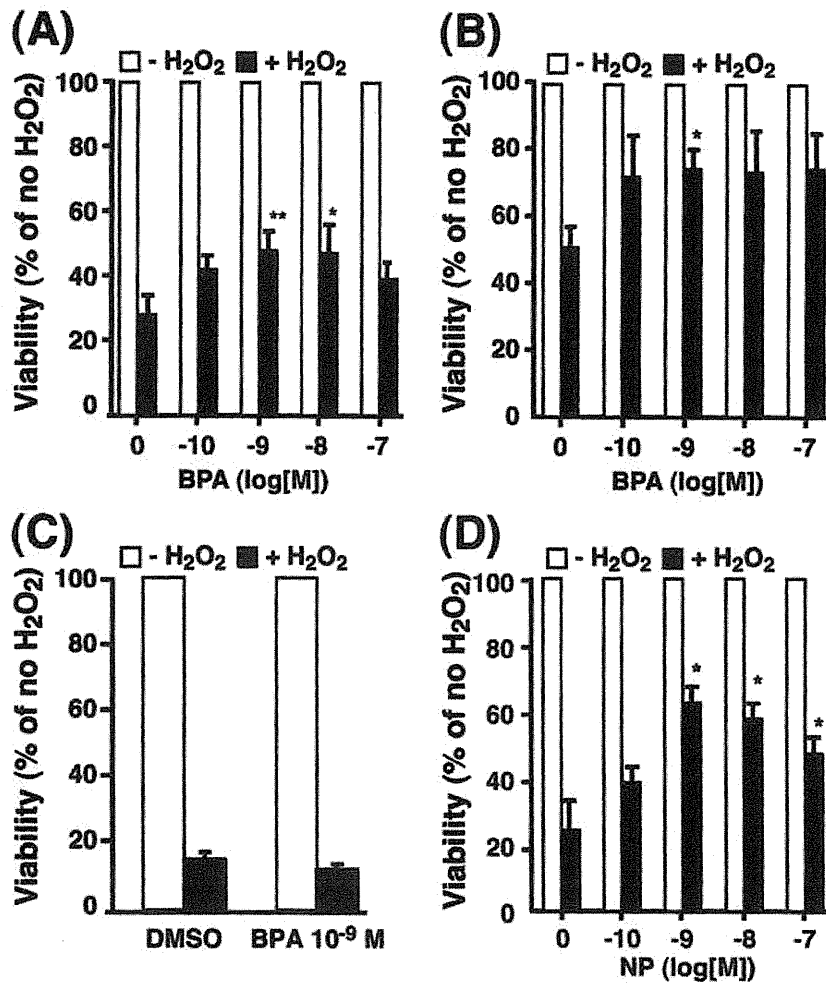 (A)
- H₂O₂ + H₂O₂
Viability (% of no H₂O₂)
100
80
60
40
20
0
**
*
0 -10 -9 -8 -7
BPA (log[M])
(B)
- H₂O₂ + H₂O₂
Viability (% of no H₂O₂)
100
80
60
40
20
0
*
0 -10 -9 -8 -7
BPA (log[M])
(C)
- H₂O₂ + H₂O₂
Viability (% of no H₂O₂)
100
80
60
40
20
0
DMSO BPA 10⁻⁹ M
(D)
- H₂O₂ + H₂O₂
Viability (% of no H₂O₂)
100
80
60
40
20
0
*
*
*
0 -10 -9 -8 -7
NP (log[M])